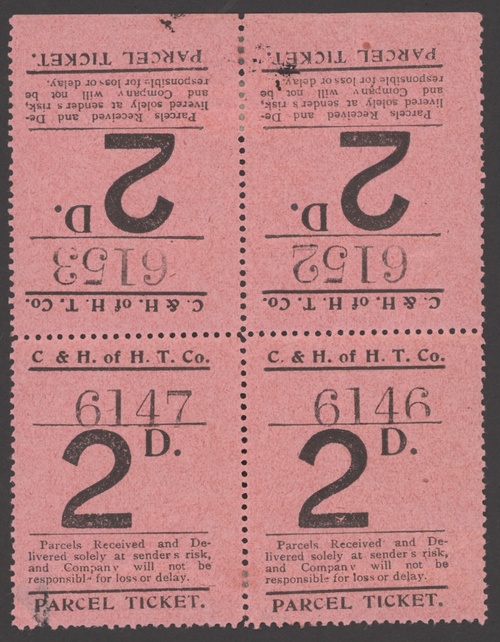 C. & H. of H. T. Co.
6153
2 D.
Parcels Received and De-
livered solely at sender s risk,
and Company will not be
responsible for loss or delay.
PARCEL TICKET.
C. & H. of H. T. Co.
6152
2 D.
Parcels Received and De-
livered solely at sender s risk,
and Company will not be
responsible for loss or delay.
PARCEL TICKET.
C. & H. of H. T. Co.
6147
2 D.
Parcels Received and De-
livered solely at sender s risk,
and Company will not be
responsible for loss or delay.
PARCEL TICKET.
C. & H. of H. T. Co.
6146
2 D.
Parcels Received and De-
livered solely at sender s risk,
and Company will not be
responsible for loss or delay.
PARCEL TICKET.